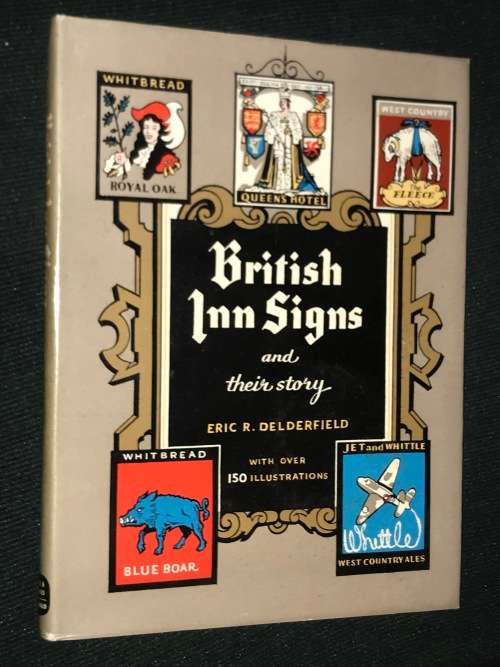 WHITBREAD
ROYAL OAK
QUEENS HOTEL
WEST COUNTRY
The
FLEECE
British
Inn Signs
and
their story
ERIC R. DELDERFIELD
WITH OVER
150 ILLUSTRATIONS
WHITBREAD
BLUE BOAR
JET and WHITTLE
Whittle
WEST COUNTRY ALES